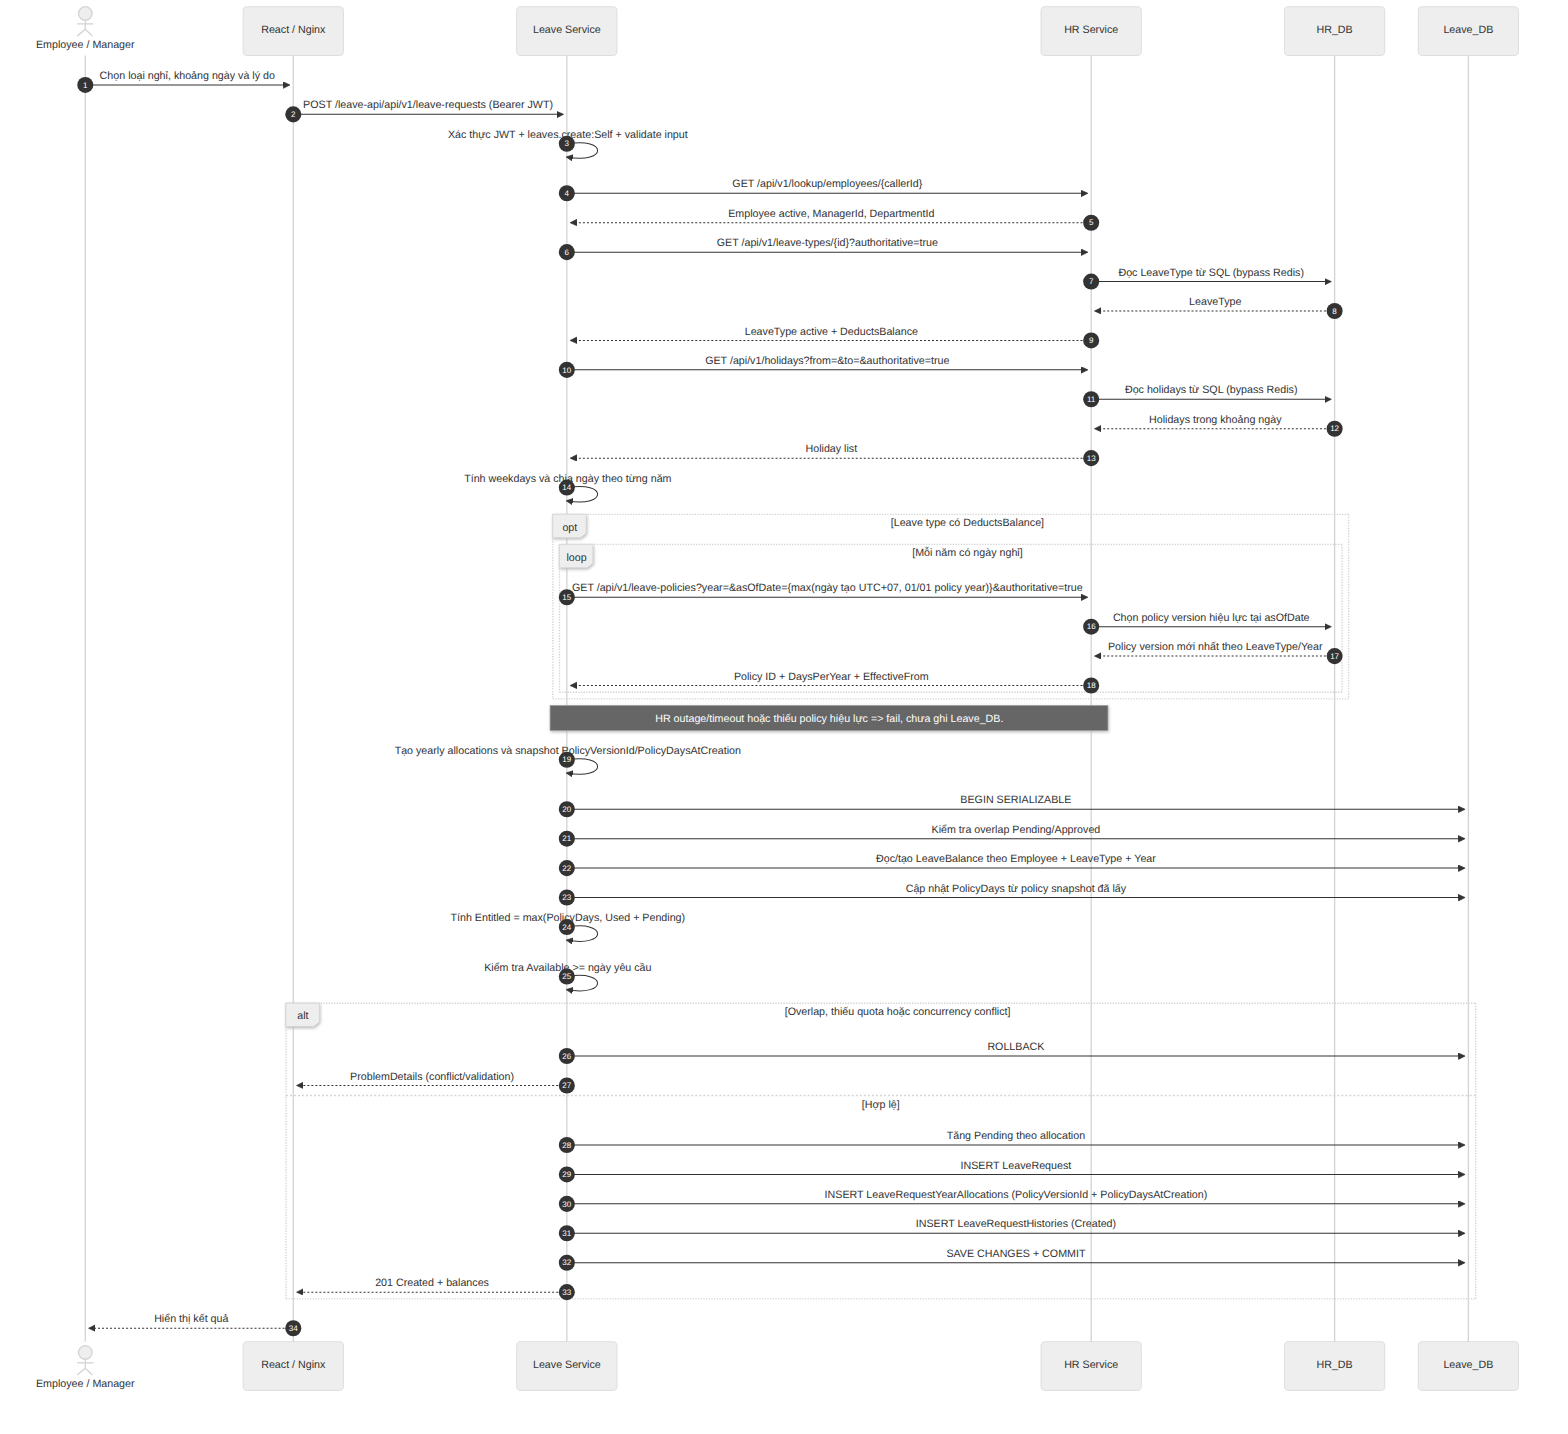 Employee / Manager
React / Nginx
Leave Service
HR Service
HR_DB
Leave_DB
Chọn loại nghỉ, khoảng ngày và lý do
1
POST /leave-api/api/v1/leave-requests (Bearer JWT)
2
Xác thực JWT + leaves.create:Self + validate input
3
GET /api/v1/lookup/employees/{callerId}
4
Employee active, ManagerId, DepartmentId
5
GET /api/v1/leave-types/{id}?authoritative=true
6
Đọc LeaveType từ SQL (bypass Redis)
7
LeaveType
8
LeaveType active + DeductsBalance
9
GET /api/v1/holidays?from=&to=&authoritative=true
10
Đọc holidays từ SQL (bypass Redis)
11
Holidays trong khoảng ngày
12
Holiday list
13
Tính weekdays và chia ngày theo từng năm
14
opt
[Leave type có DeductsBalance]
loop
[Mỗi năm có ngày nghỉ]
GET /api/v1/leave-policies?year=&asOfDate={max(ngày tạo UTC+07, 01/01 policy year)}&authoritative=true
15
Chọn policy version hiệu lực tại asOfDate
16
Policy version mới nhất theo LeaveType/Year
17
Policy ID + DaysPerYear + EffectiveFrom
18
HR outage/timeout hoặc thiếu policy hiệu lực => fail, chưa ghi Leave_DB.
Tạo yearly allocations và snapshot PolicyVersionId/PolicyDaysAtCreation
19
BEGIN SERIALIZABLE
20
Kiểm tra overlap Pending/Approved
21
Đọc/tạo LeaveBalance theo Employee + LeaveType + Year
22
Cập nhật PolicyDays từ policy snapshot đã lấy
23
Tính Entitled = max(PolicyDays, Used + Pending)
24
Kiểm tra Available >= ngày yêu cầu
25
alt
[Overlap, thiếu quota hoặc concurrency conflict]
ROLLBACK
26
ProblemDetails (conflict/validation)
27
[Hợp lệ]
Tăng Pending theo allocation
28
INSERT LeaveRequest
29
INSERT LeaveRequestYearAllocations (PolicyVersionId + PolicyDaysAtCreation)
30
INSERT LeaveRequestHistories (Created)
31
SAVE CHANGES + COMMIT
32
201 Created + balances
33
Hiển thị kết quả
34
Employee / Manager
React / Nginx
Leave Service
HR Service
HR_DB
Leave_DB